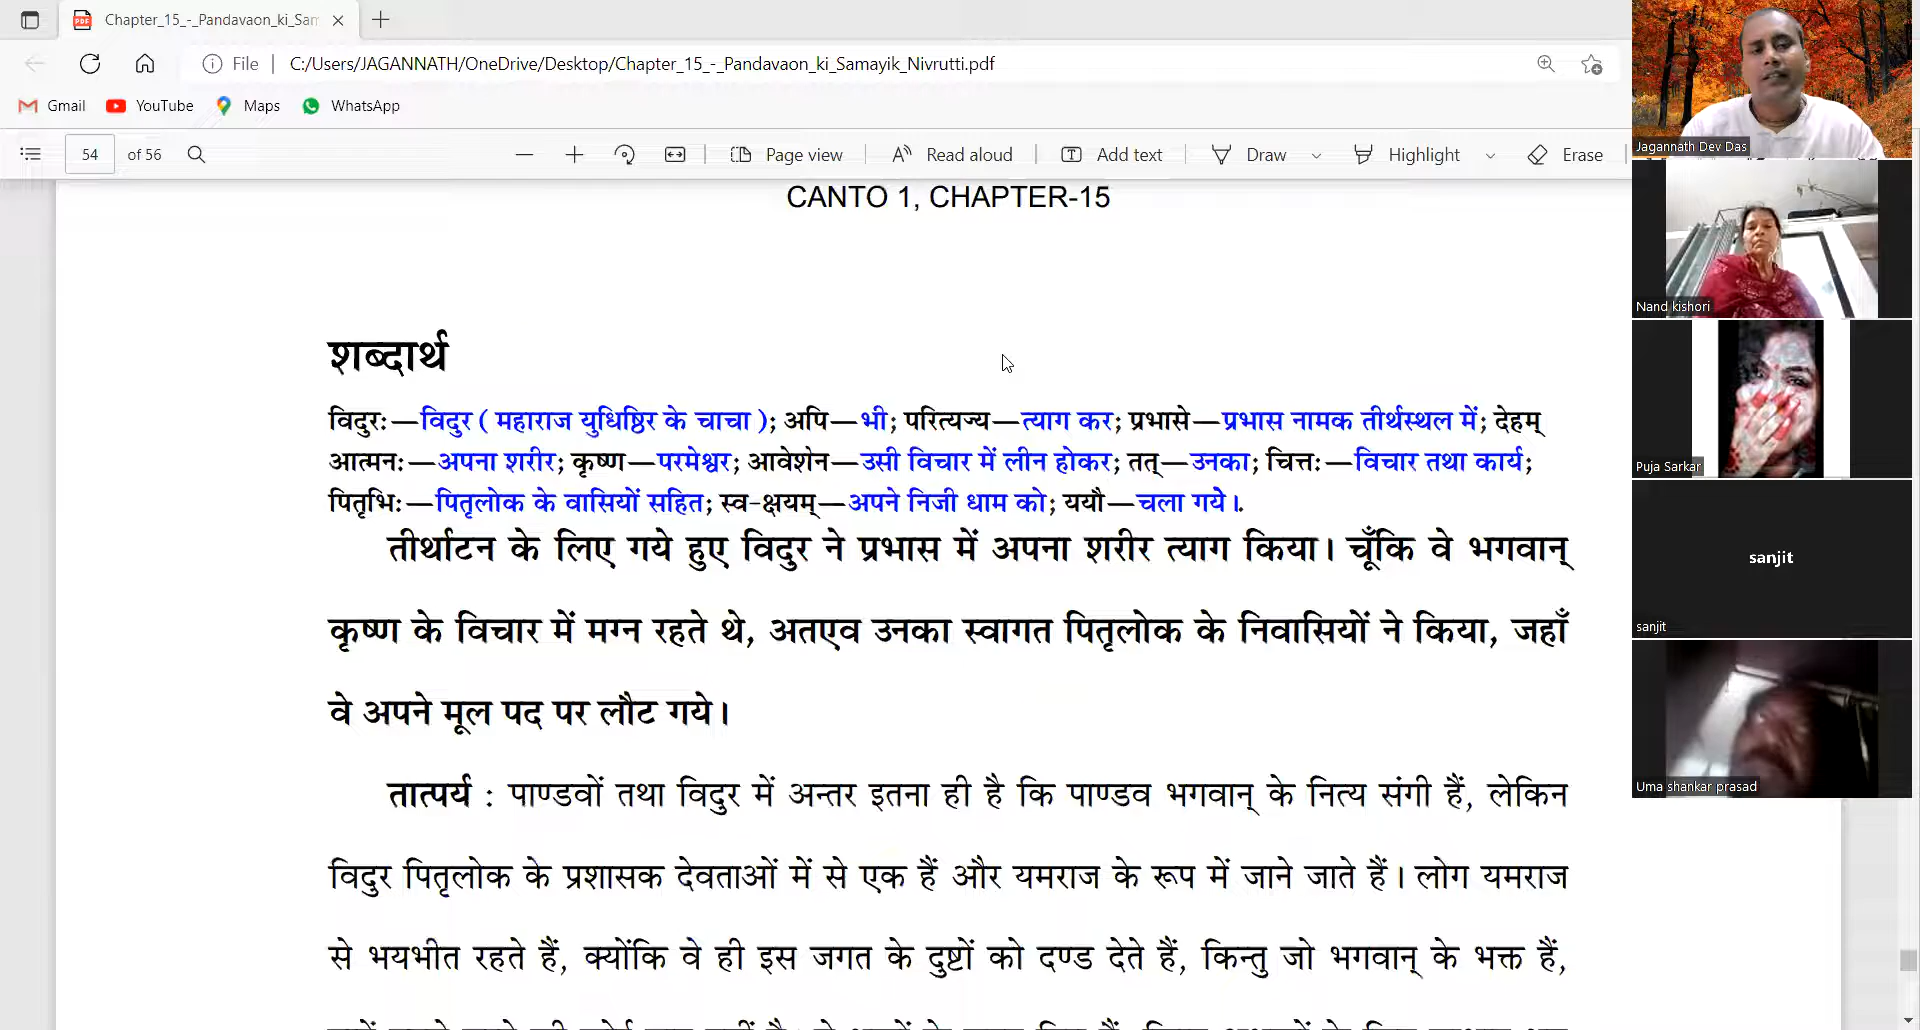 Chapter_15_-_Pandavaon_ki_Sam
File C:/Users/JAGANNATH/OneDrive/Desktop/Chapter_15_-_Pandavaon_ki_Samayik_Nivrutti.pdf
Gmail YouTube Maps WhatsApp
54 of 56 Page view Read aloud Add text Draw Highlight Erase
CANTO 1, CHAPTER-15
शब्दार्थ
विदुरः—विदुर ( महाराज युधिष्ठिर के चाचा ); अपि—भी; परित्यज्य—त्याग कर; प्रभासे—प्रभास नामक तीर्थस्थल में; देहम्
आत्मनः—अपना शरीर; कृष्ण—परमेश्वर; आवेशेन—उसी विचार में लीन होकर; तत्—उनका; चित्तः—विचार तथा कार्य;
पितृभिः—पितृलोक के वासियों सहित; स्व-क्षयम्—अपने निजी धाम को; ययौ—चला गये।.
तीर्थाटन के लिए गये हुए विदुर ने प्रभास में अपना शरीर त्याग किया। चूँकि वे भगवान्
कृष्ण के विचार में मग्न रहते थे, अतएव उनका स्वागत पितृलोक के निवासियों ने किया, जहाँ
वे अपने मूल पद पर लौट गये।
तात्पर्य : पाण्डवों तथा विदुर में अन्तर इतना ही है कि पाण्डव भगवान् के नित्य संगी हैं, लेकिन
विदुर पितृलोक के प्रशासक देवताओं में से एक हैं और यमराज के रूप में जाने जाते हैं। लोग यमराज
से भयभीत रहते हैं, क्योंकि वे ही इस जगत के दुष्टों को दण्ड देते हैं, किन्तु जो भगवान् के भक्त हैं,
Jagannath Dev Das
Nand kishori
Puja Sarkar
sanjit
sanjit
Uma shankar prasad